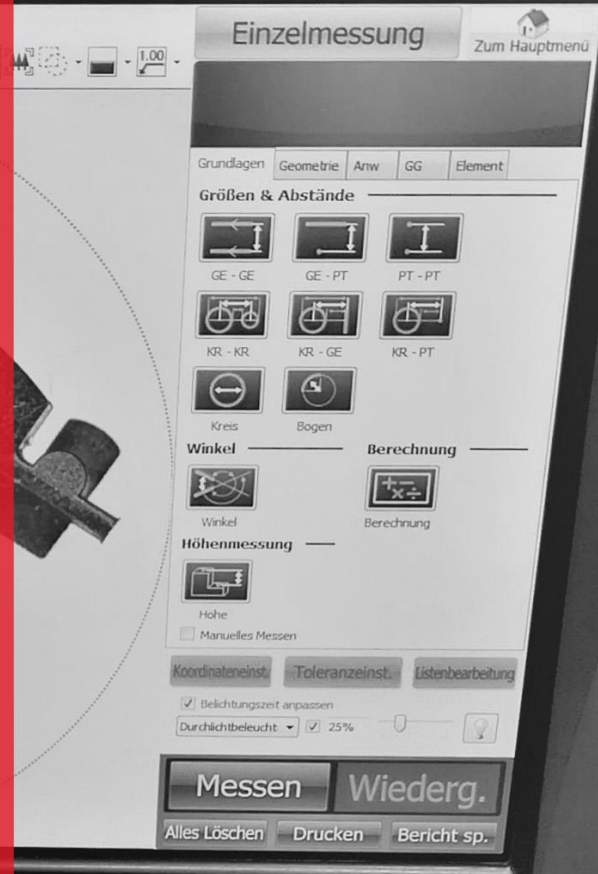 Einzelmessung
Zum Hauptmenü
1.00
Grundlagen Geometrie Anw GG Element
Größen & Abstände
GE - GE GE - PT PT - PT
KR - KR KR - GE KR - PT
Kreis Bogen
Winkel Berechnung
Winkel Berechnung
Höhenmessung
Höhe
Manuelles Messen
Koordinateneinst. Toleranzeinst. Listenbearbeitung
Belichtungszeit anpassen
Durchlichtbeleucht 25%
Messen Wiederg.
Alles Löschen Drucken Bericht sp.